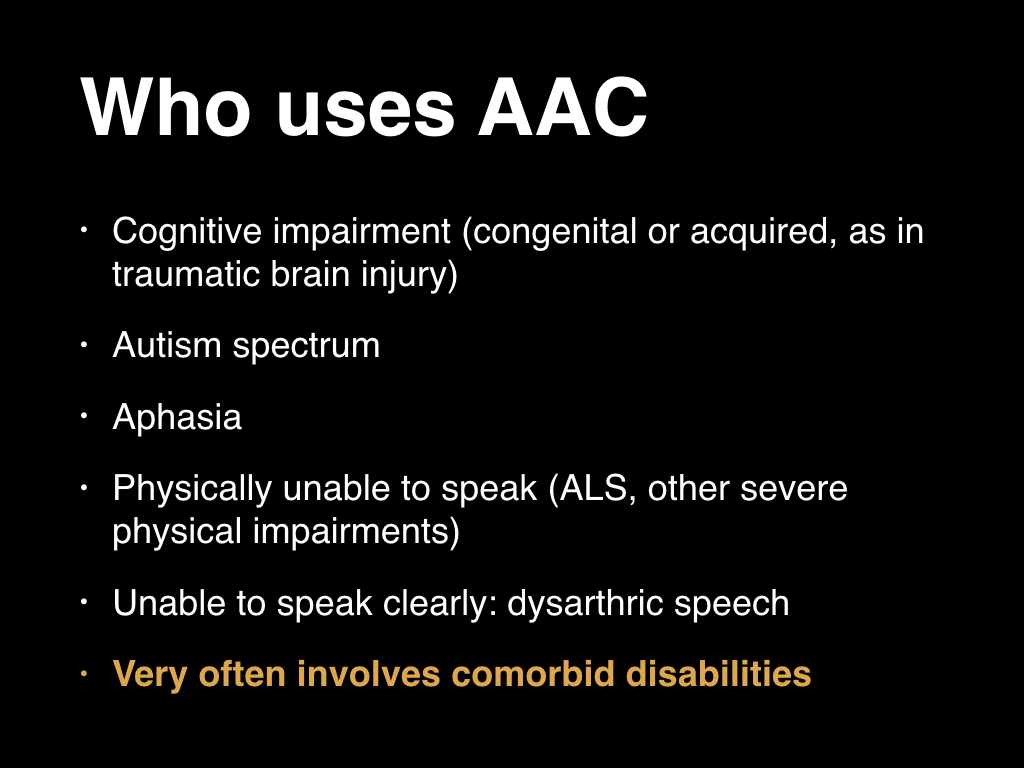 Who uses AAC
• Cognitive impairment (congenital or acquired, as in
traumatic brain injury)
• Autism spectrum
• Aphasia
• Physically unable to speak (ALS, other severe
physical impairments)
• Unable to speak clearly: dysarthric speech
• Very often involves comorbid disabilities